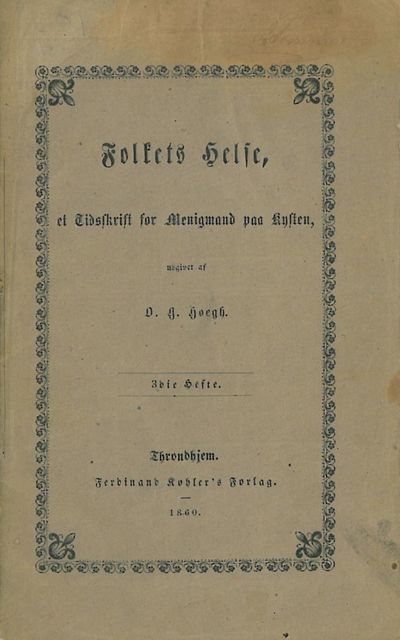 Folkets Helse,
et Tidsskrift for Menigmand paa Kysten,
udgivet af
O. H. Hoegh.
3die Hefte.
Throndhjem.
Ferdinand Kohler's Forlag.
1860.